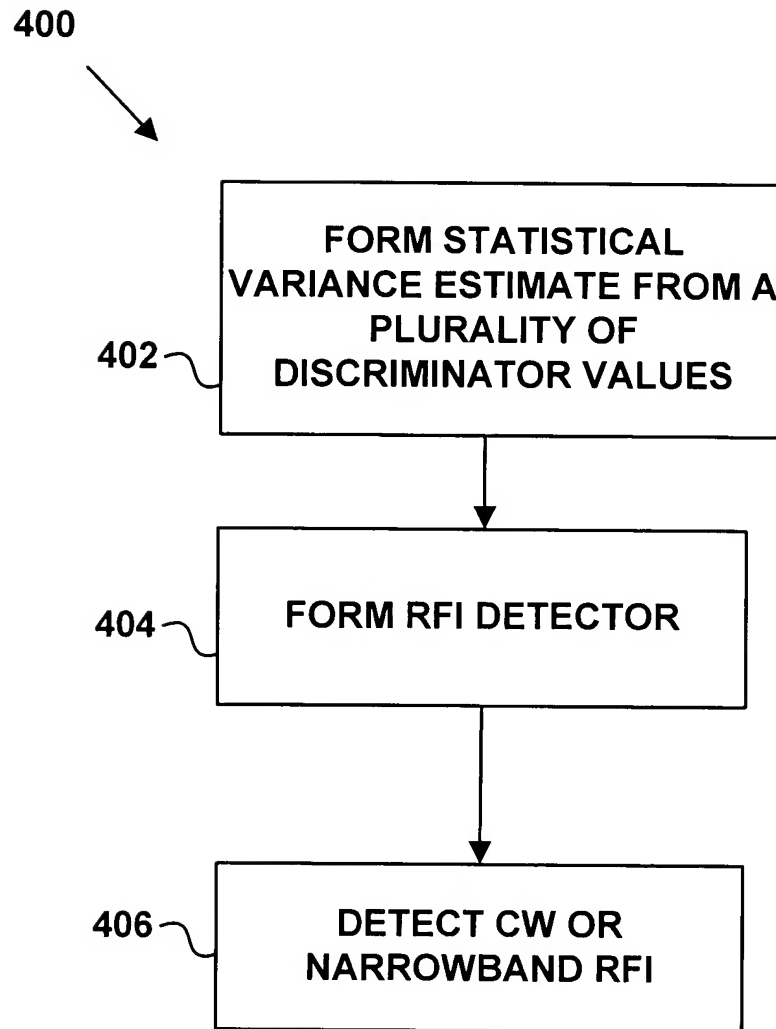 400
FORM STATISTICAL
VARIANCE ESTIMATE FROM A
PLURALITY OF
DISCRIMINATOR VALUES
402
FORM RFI DETECTOR
404
DETECT CW OR
NARROWBAND RFI
406